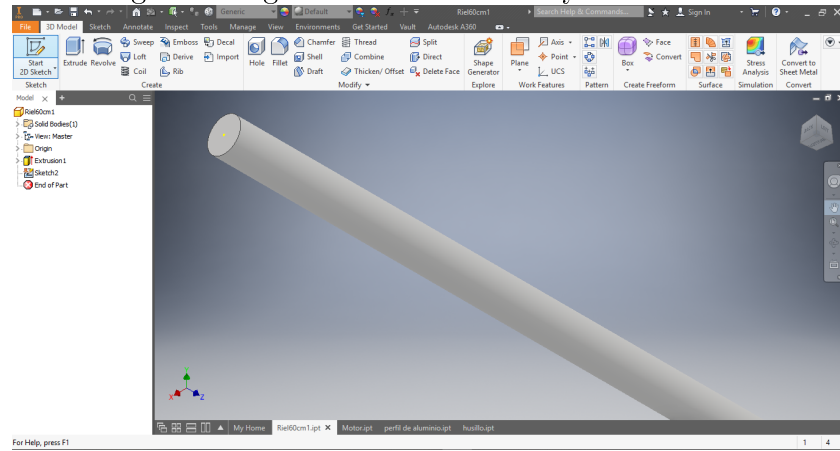 Generic
Default
Riel60cm1
Search Help & Commands...
Sign In
File 3D Model Sketch Annotate Inspect Tools Manage View Environments Get Started Vault Autodesk A360
Start
2D Sketch
Extrude Revolve
Sweep Emboss Decal
Loft Derive Import
Coil Rib
Hole Fillet
Chamfer Thread Split
Shell Combine Direct
Draft Thicken/ Offset Delete Face
Shape
Generator
Plane
Axis
Point
UCS
Box
Face
Convert
Stress
Analysis
Convert to
Sheet Metal
Sketch Create Modify Explore Work Features Pattern Create Freeform Surface Simulation Convert
Model
Riel60cm1
Solid Bodies(1)
View: Master
Origin
Extrusion1
Sketch2
End of Part
X Z
My Home Riel60cm1.ipt Motor.ipt perfil de aluminio.ipt husillo.ipt
For Help, press F1 1 4